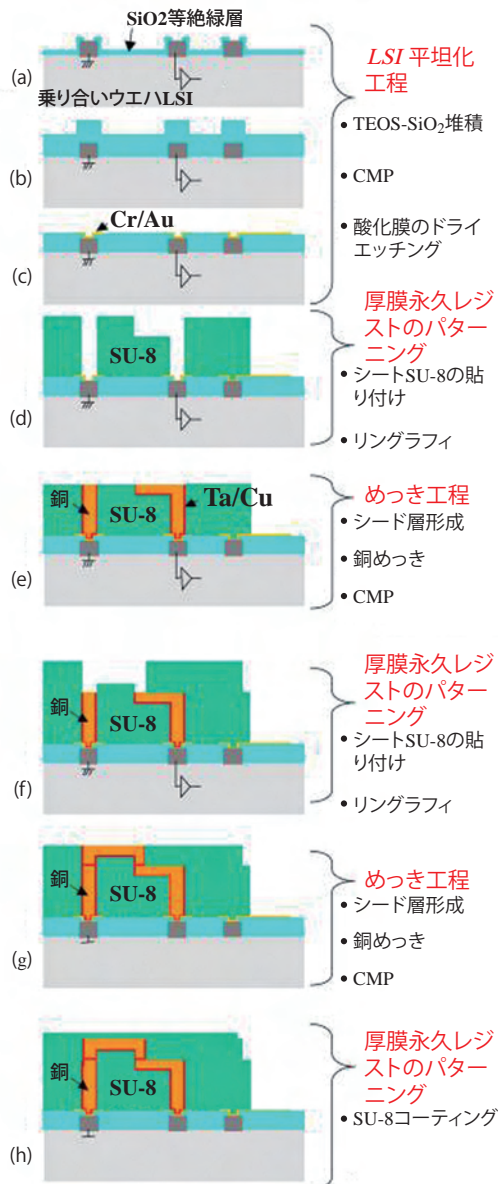 SiO2等絶縁層
(a)
乗り合いウエハLSI
(b)
Cr/Au
(c)
LSI 平坦化
工程
• TEOS-SiO₂堆積
• CMP
• 酸化膜のドライ
エッチング
SU-8
(d)
厚膜永久レジ
ストのパター
ニング
• シートSU-8の貼
り付け
• リングラフィ
銅
SU-8
Ta/Cu
(e)
めっき工程
• シード層形成
• 銅めっき
• CMP
銅
SU-8
(f)
厚膜永久レジ
ストのパター
ニング
• シートSU-8の貼
り付け
• リングラフィ
銅
SU-8
(g)
めっき工程
• シード層形成
• 銅めっき
• CMP
銅
SU-8
(h)
厚膜永久レジ
ストのパター
ニング
• SU-8コーティング